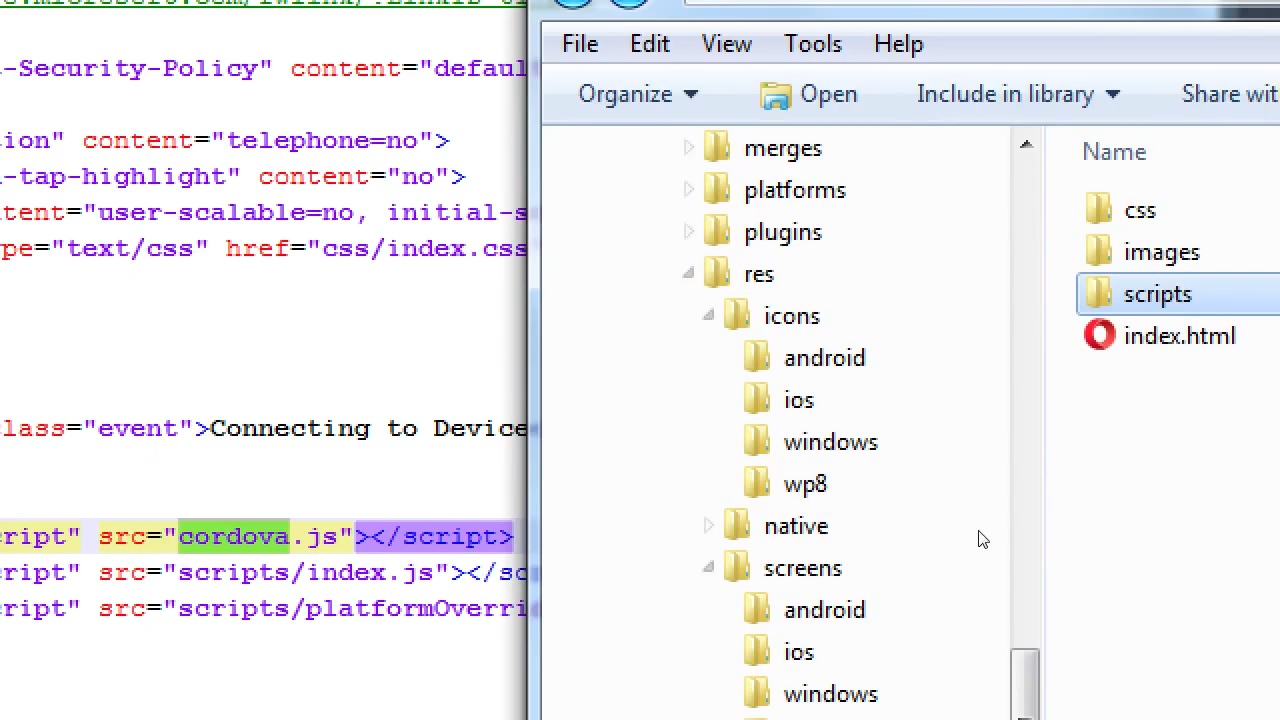 -Security-Policy" content="defaul
ion" content="telephone=no">
-tap-highlight" content="no">
tent="user-scalable=no, initial-s
pe="text/css" href="css/index.css
lass="event">Connecting to Device
ript" src="cordova.js"></script>
ript" src="scripts/index.js"></sc
ript" src="scripts/platformOverri
File Edit View Tools Help
Organize Open Include in library Share wit
merges
platforms
plugins
res
icons
android
ios
windows
wp8
native
screens
android
ios
windows
Name
css
images
scripts
index.html